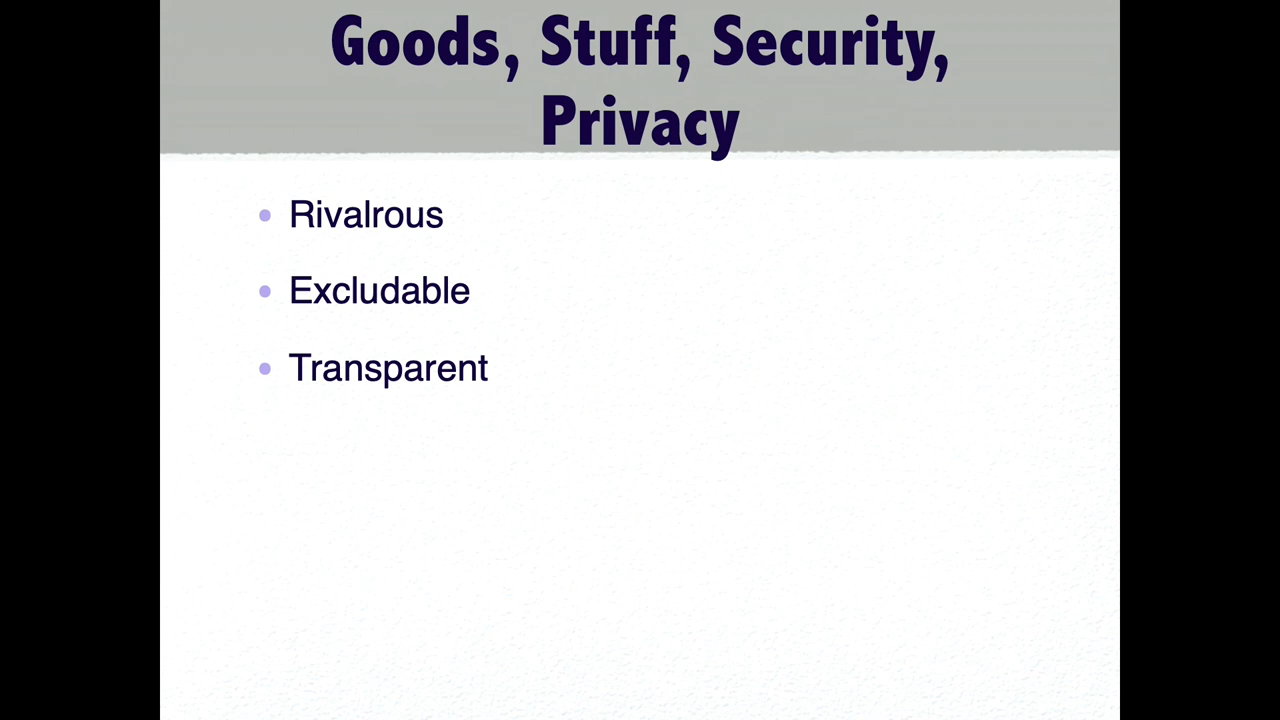 Goods, Stuff, Security,
Privacy
• Rivalrous
• Excludable
• Transparent